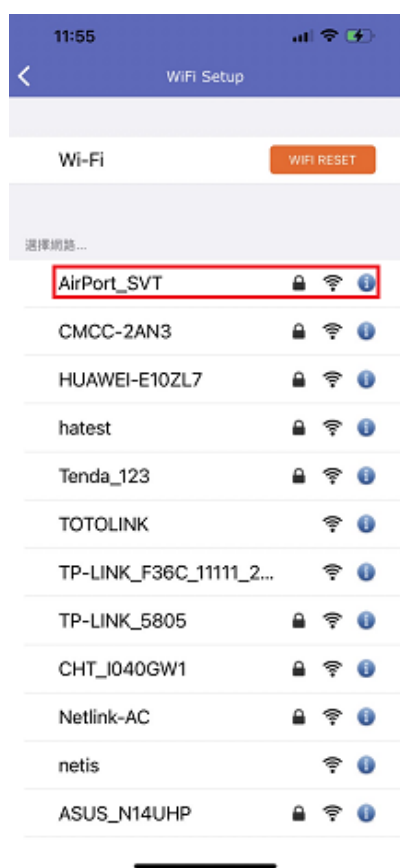 11:55
WiFi Setup
Wi-Fi
WIFI RESET
選擇網路...
AirPort_SVT
CMCC-2AN3
HUAWEI-E10ZL7
hatest
Tenda_123
TOTOLINK
TP-LINK_F36C_11111_2...
TP-LINK_5805
CHT_I040GW1
Netlink-AC
netis
ASUS_N14UHP